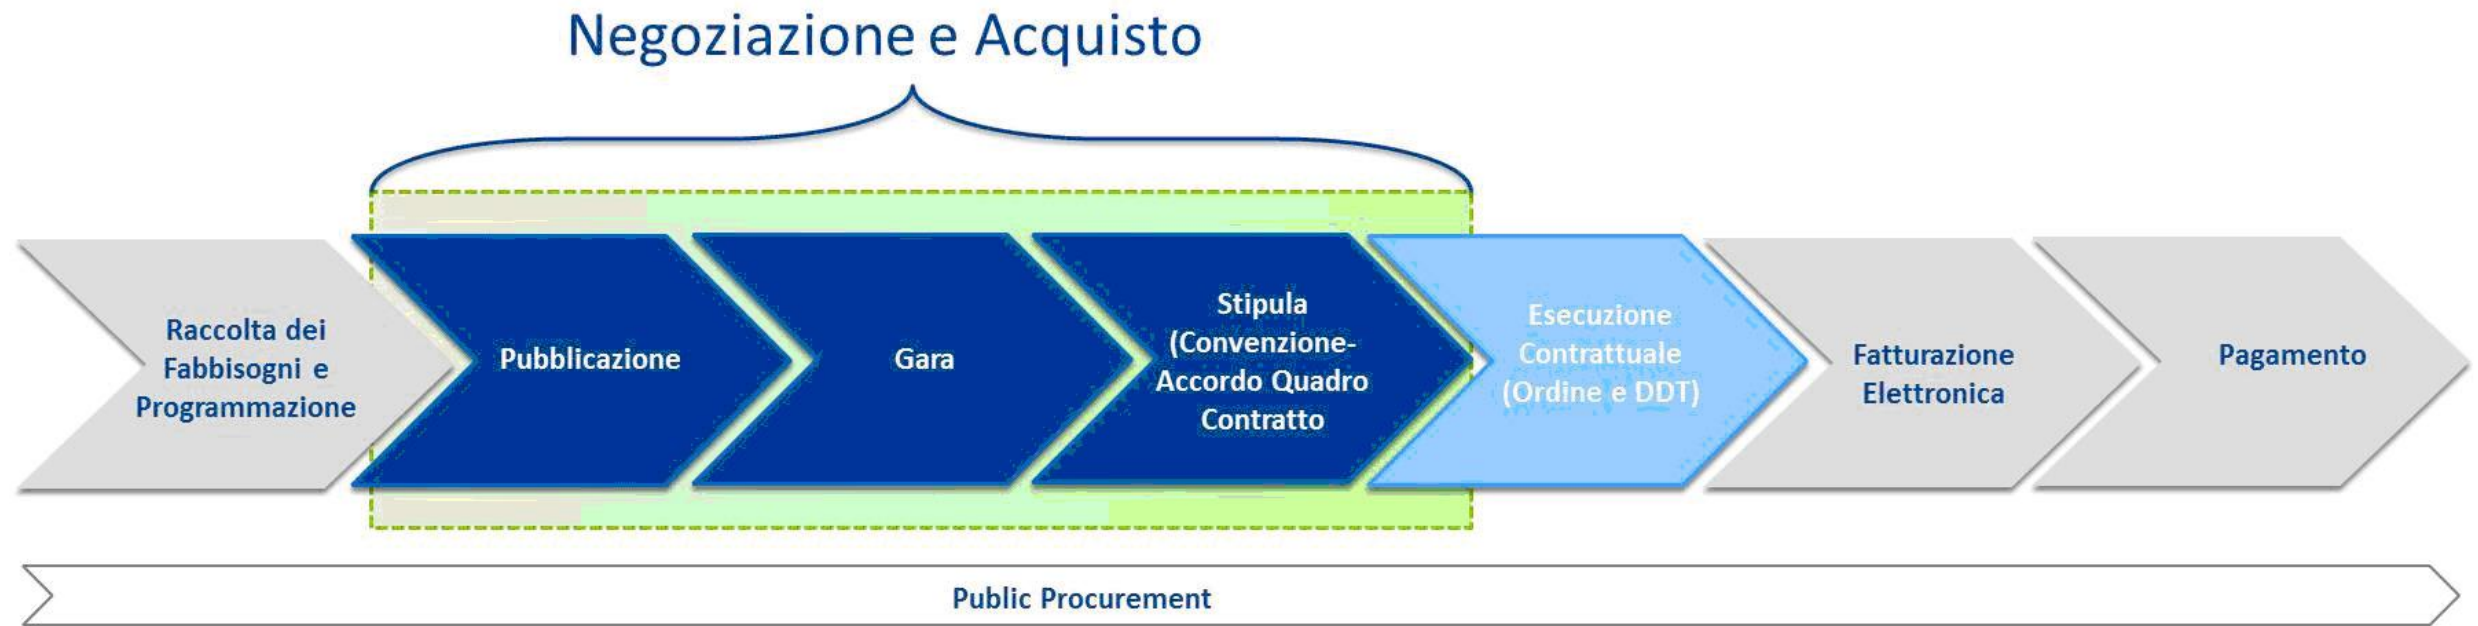 Negoziazione e Acquisto
Raccolta dei
Fabbisogni e
Programmazione
Pubblicazione
Gara
Stipula
(Convenzione-
Accordo Quadro
Contratto
Esecuzione
Contrattuale
(Ordine e DDT)
Fatturazione
Elettronica
Pagamento
Public Procurement